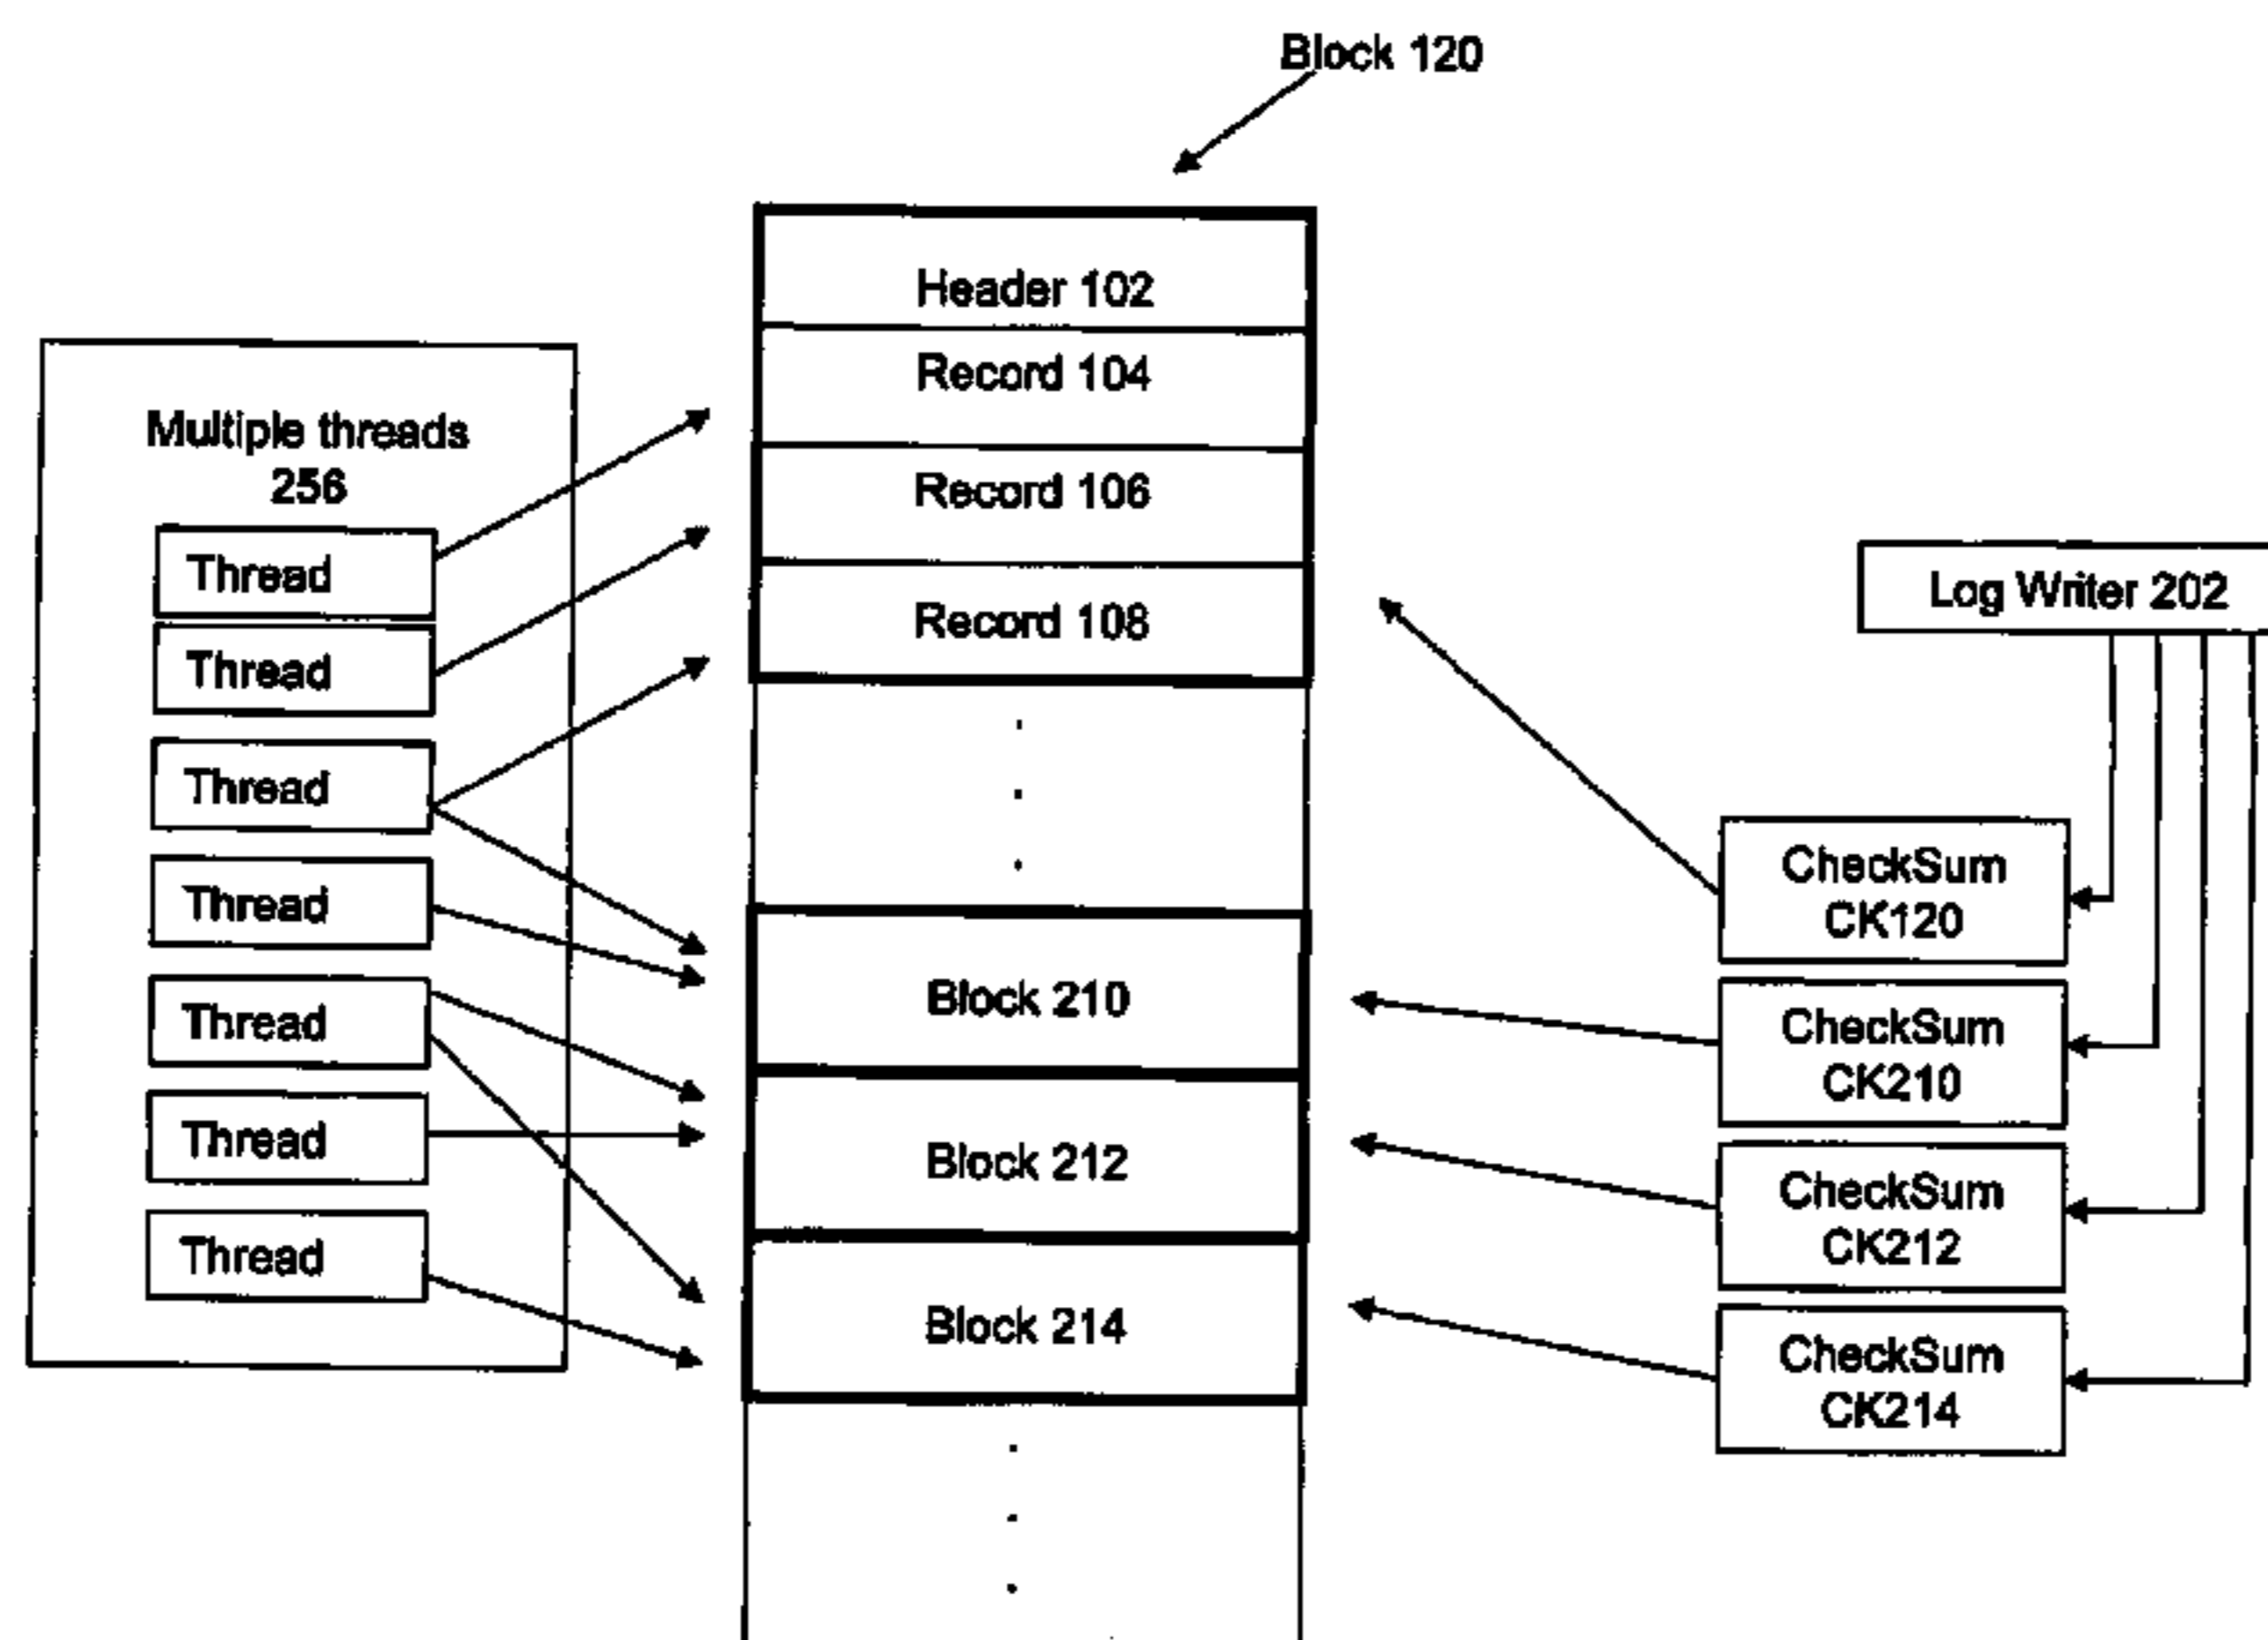 Block 120
Header 102
Record 104
Record 106
Record 108
Multiple threads
256
Thread
Thread
Thread
Thread
Thread
Thread
Thread
Block 210
Block 212
Block 214
Log Writer 202
CheckSum
CK120
CheckSum
CK210
CheckSum
CK212
CheckSum
CK214